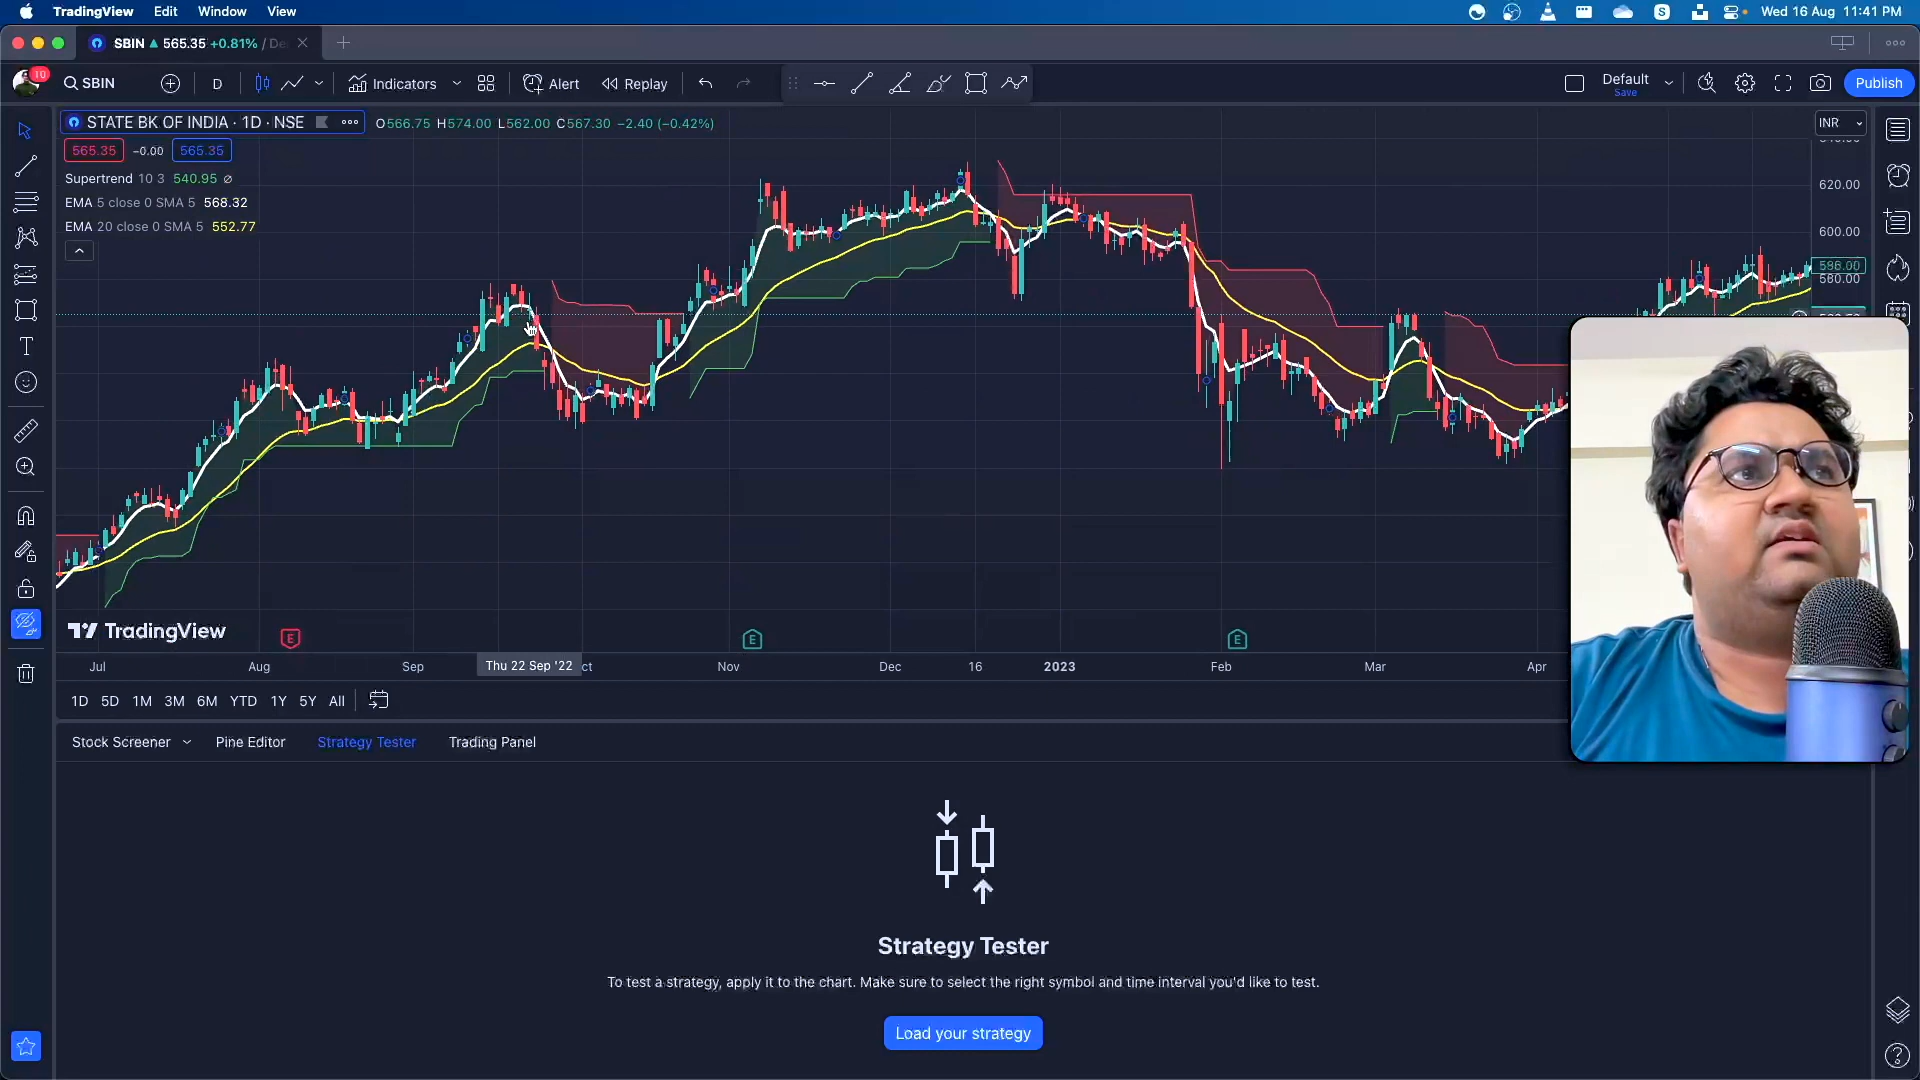 TradingView Edit Window View
Wed 16 Aug 11:41 PM
SBIN 565.35 +0.81% / De
10
SBIN
D
Indicators
Alert
Replay
Default
Save
Publish
STATE BK OF INDIA · 1D · NSE
O566.75 H574.00 L562.00 C567.30 −2.40 (−0.42%)
INR
565.35 −0.00 565.35
Supertrend 10 3 540.95 ⌀
EMA 5 close 0 SMA 5 568.32
EMA 20 close 0 SMA 5 552.77
620.00
600.00
580.00
TradingView
E
E
E
Jul Aug Sep Thu 22 Sep '22 ct Nov Dec 16 2023 Feb Mar Apr
1D 5D 1M 3M 6M YTD 1Y 5Y All
Stock Screener Pine Editor Strategy Tester Trading Panel
Strategy Tester
To test a strategy, apply it to the chart. Make sure to select the right symbol and time interval you'd like to test.
Load your strategy